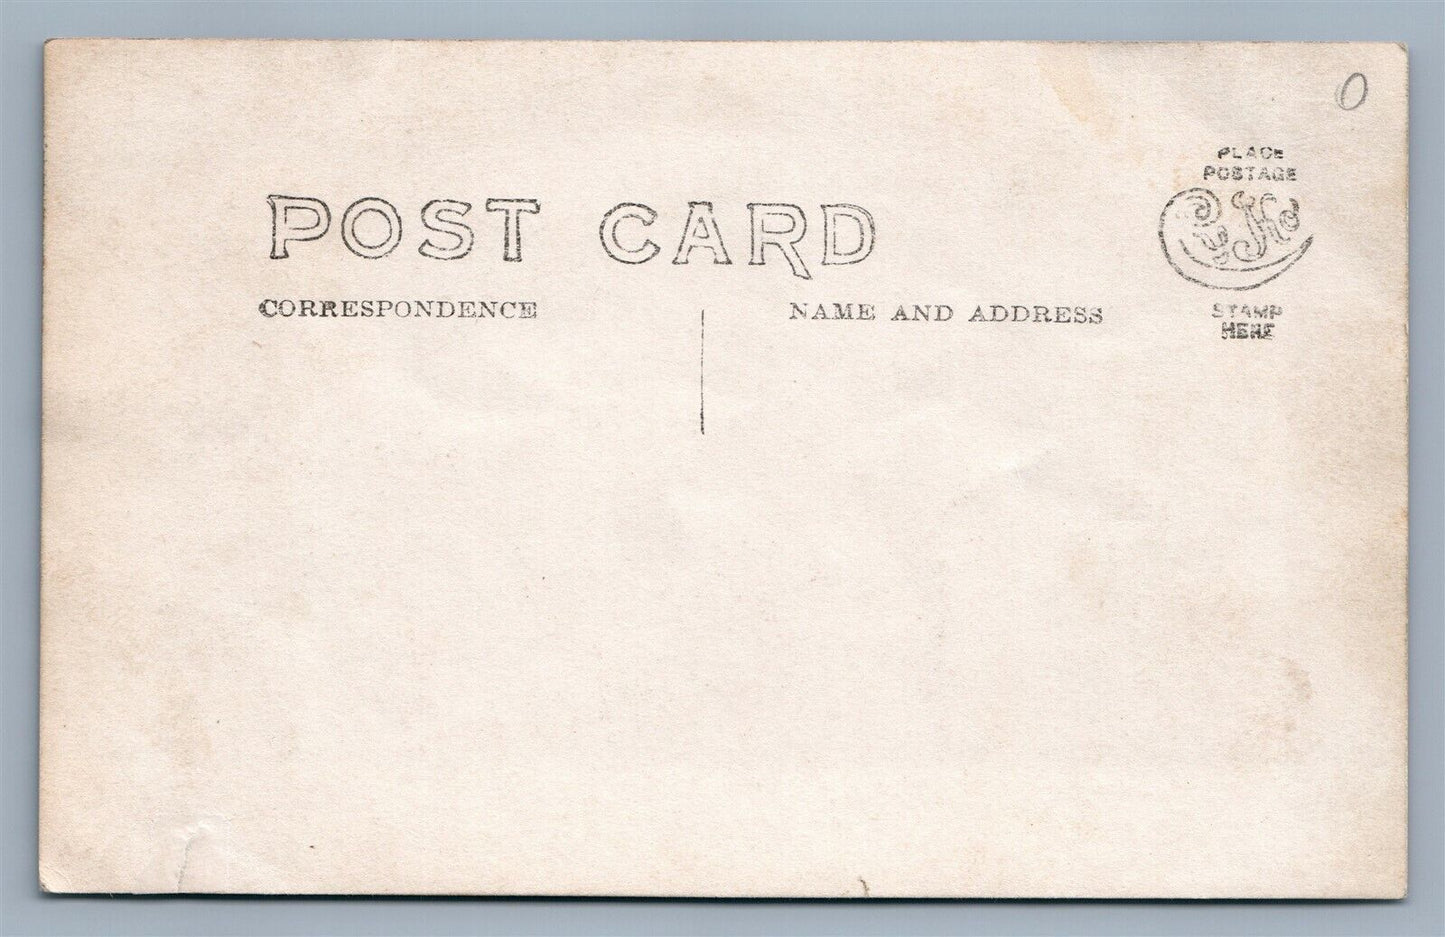 0
PLACE
POSTAGE
POST CARD
CORRESPONDENCE
NAME AND ADDRESS
STAMP
HERE